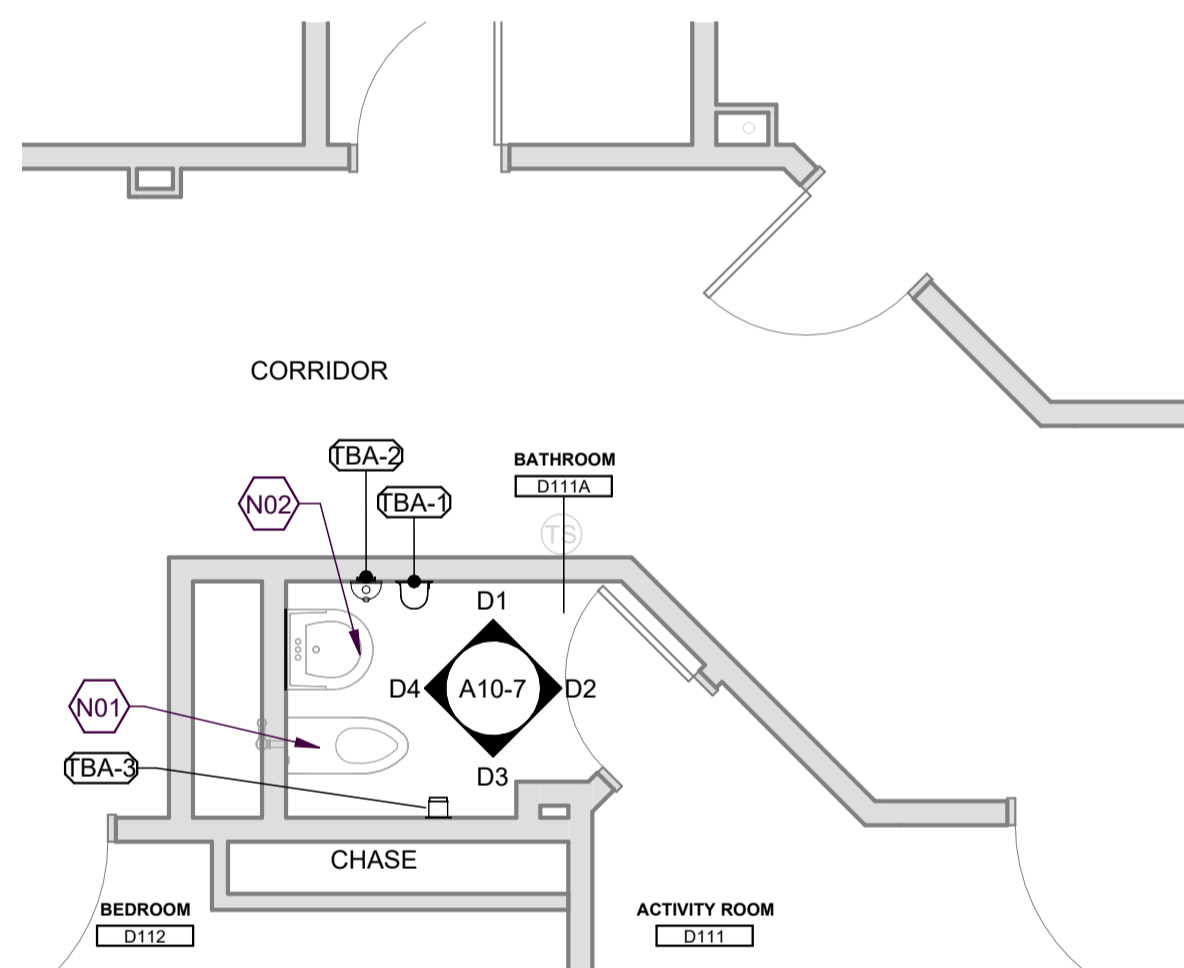 CORRIDOR
TBA-2
BATHROOM
D111A
N02
TBA-1
TS
D1
D4
A10-7
D2
N01
D3
TBA-3
CHASE
BEDROOM
D112
ACTIVITY ROOM
D111